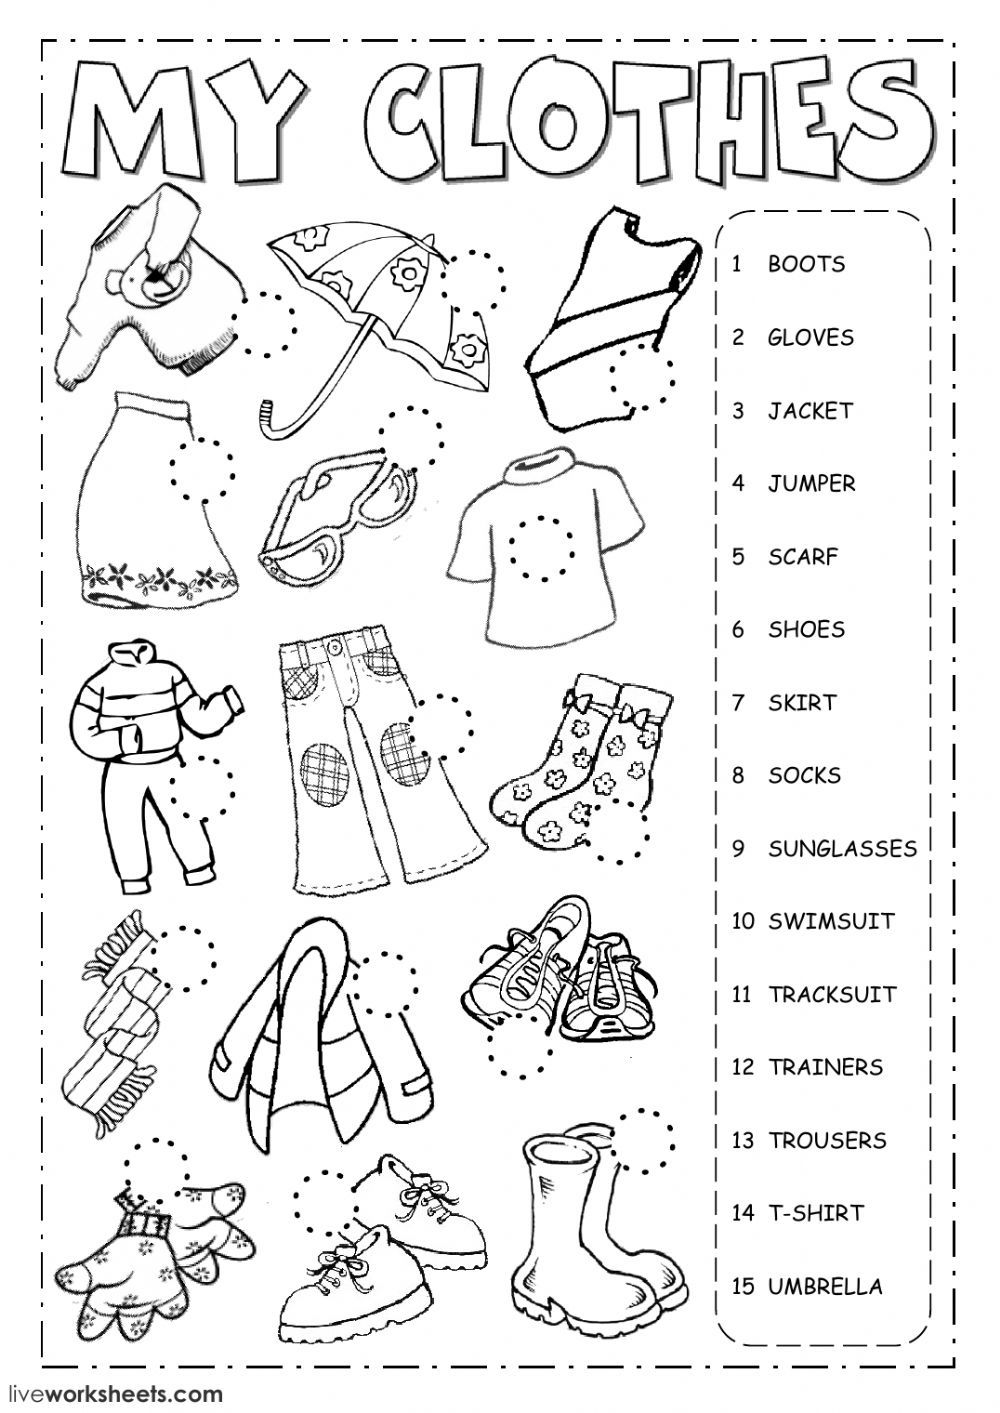 MY CLOTHES
1 BOOTS
2 GLOVES
3 JACKET
4 JUMPER
5 SCARF
6 SHOES
7 SKIRT
8 SOCKS
9 SUNGLASSES
10 SWIMSUIT
11 TRACKSUIT
12 TRAINERS
13 TROUSERS
14 T-SHIRT
15 UMBRELLA
liveworksheets.com